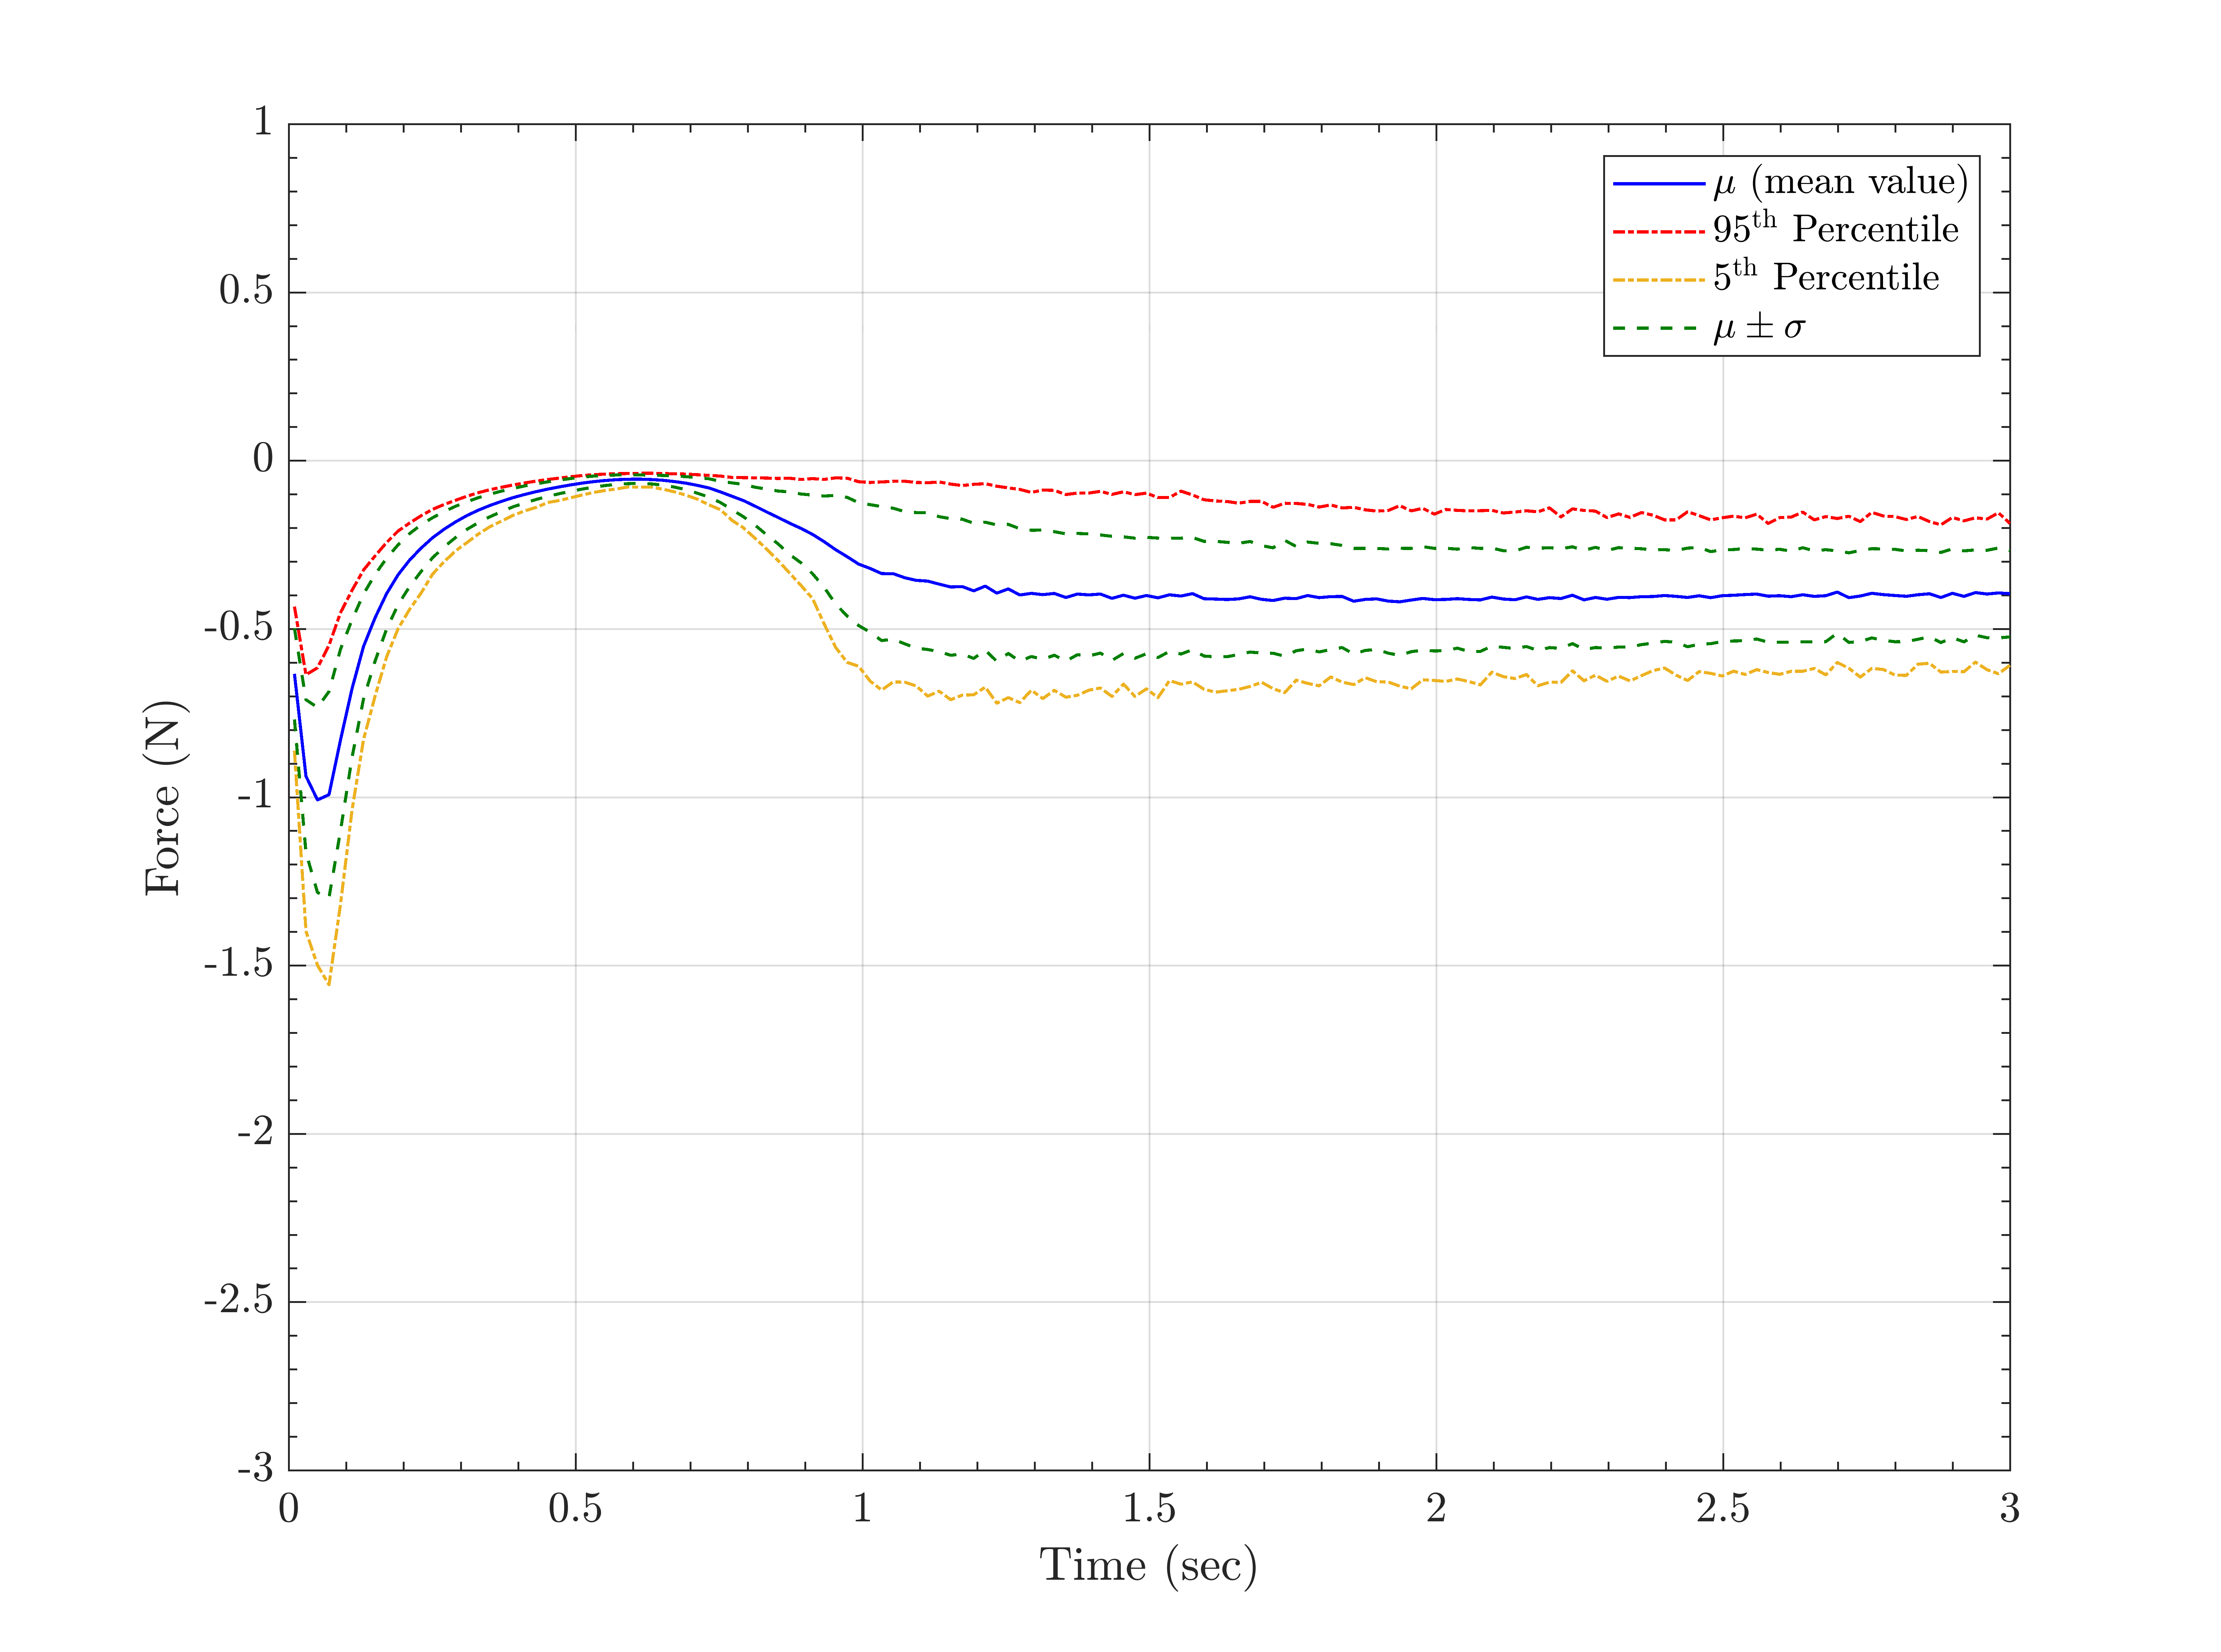 1
0.5
0
-0.5
-1
-1.5
-2
-2.5
-3
Force (N)
μ (mean value)
95th Percentile
5th Percentile
μ ± σ
0 0.5 1 1.5 2 2.5 3
Time (sec)